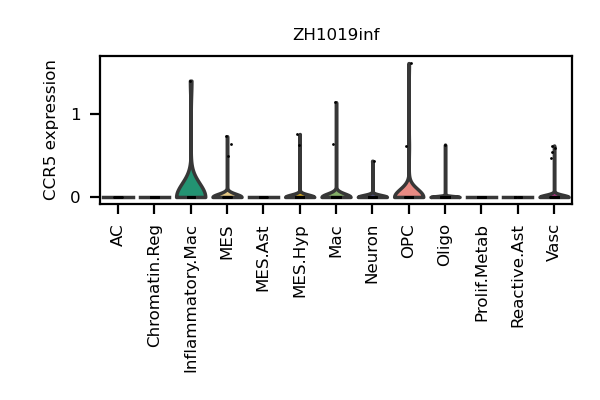 ZH1019inf
CCR5 expression
1
0
AC
Chromatin.Reg
Inflammatory.Mac
MES
MES.Ast
MES.Hyp
Mac
Neuron
OPC
Oligo
Prolif.Metab
Reactive.Ast
Vasc